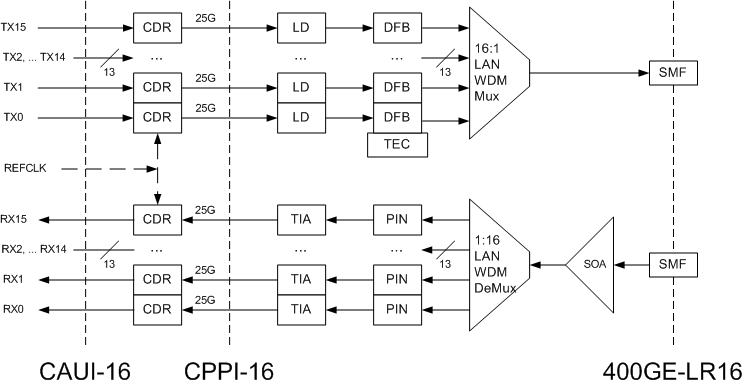 TX15 CDR 25G LD DFB 16:1
TX2, ... TX14 13 ... ... ... 13 LAN
WDM SMF
TX1 CDR 25G LD DFB Mux
TX0 CDR 25G LD DFB
TEC
REFCLK
RX15 CDR 25G TIA PIN
RX2, ... RX14 13 ... ... ... 13 1:16
LAN
WDM SOA SMF
RX1 CDR 25G TIA PIN DeMux
RX0 CDR 25G TIA PIN
CAUI-16 CPPI-16 400GE-LR16